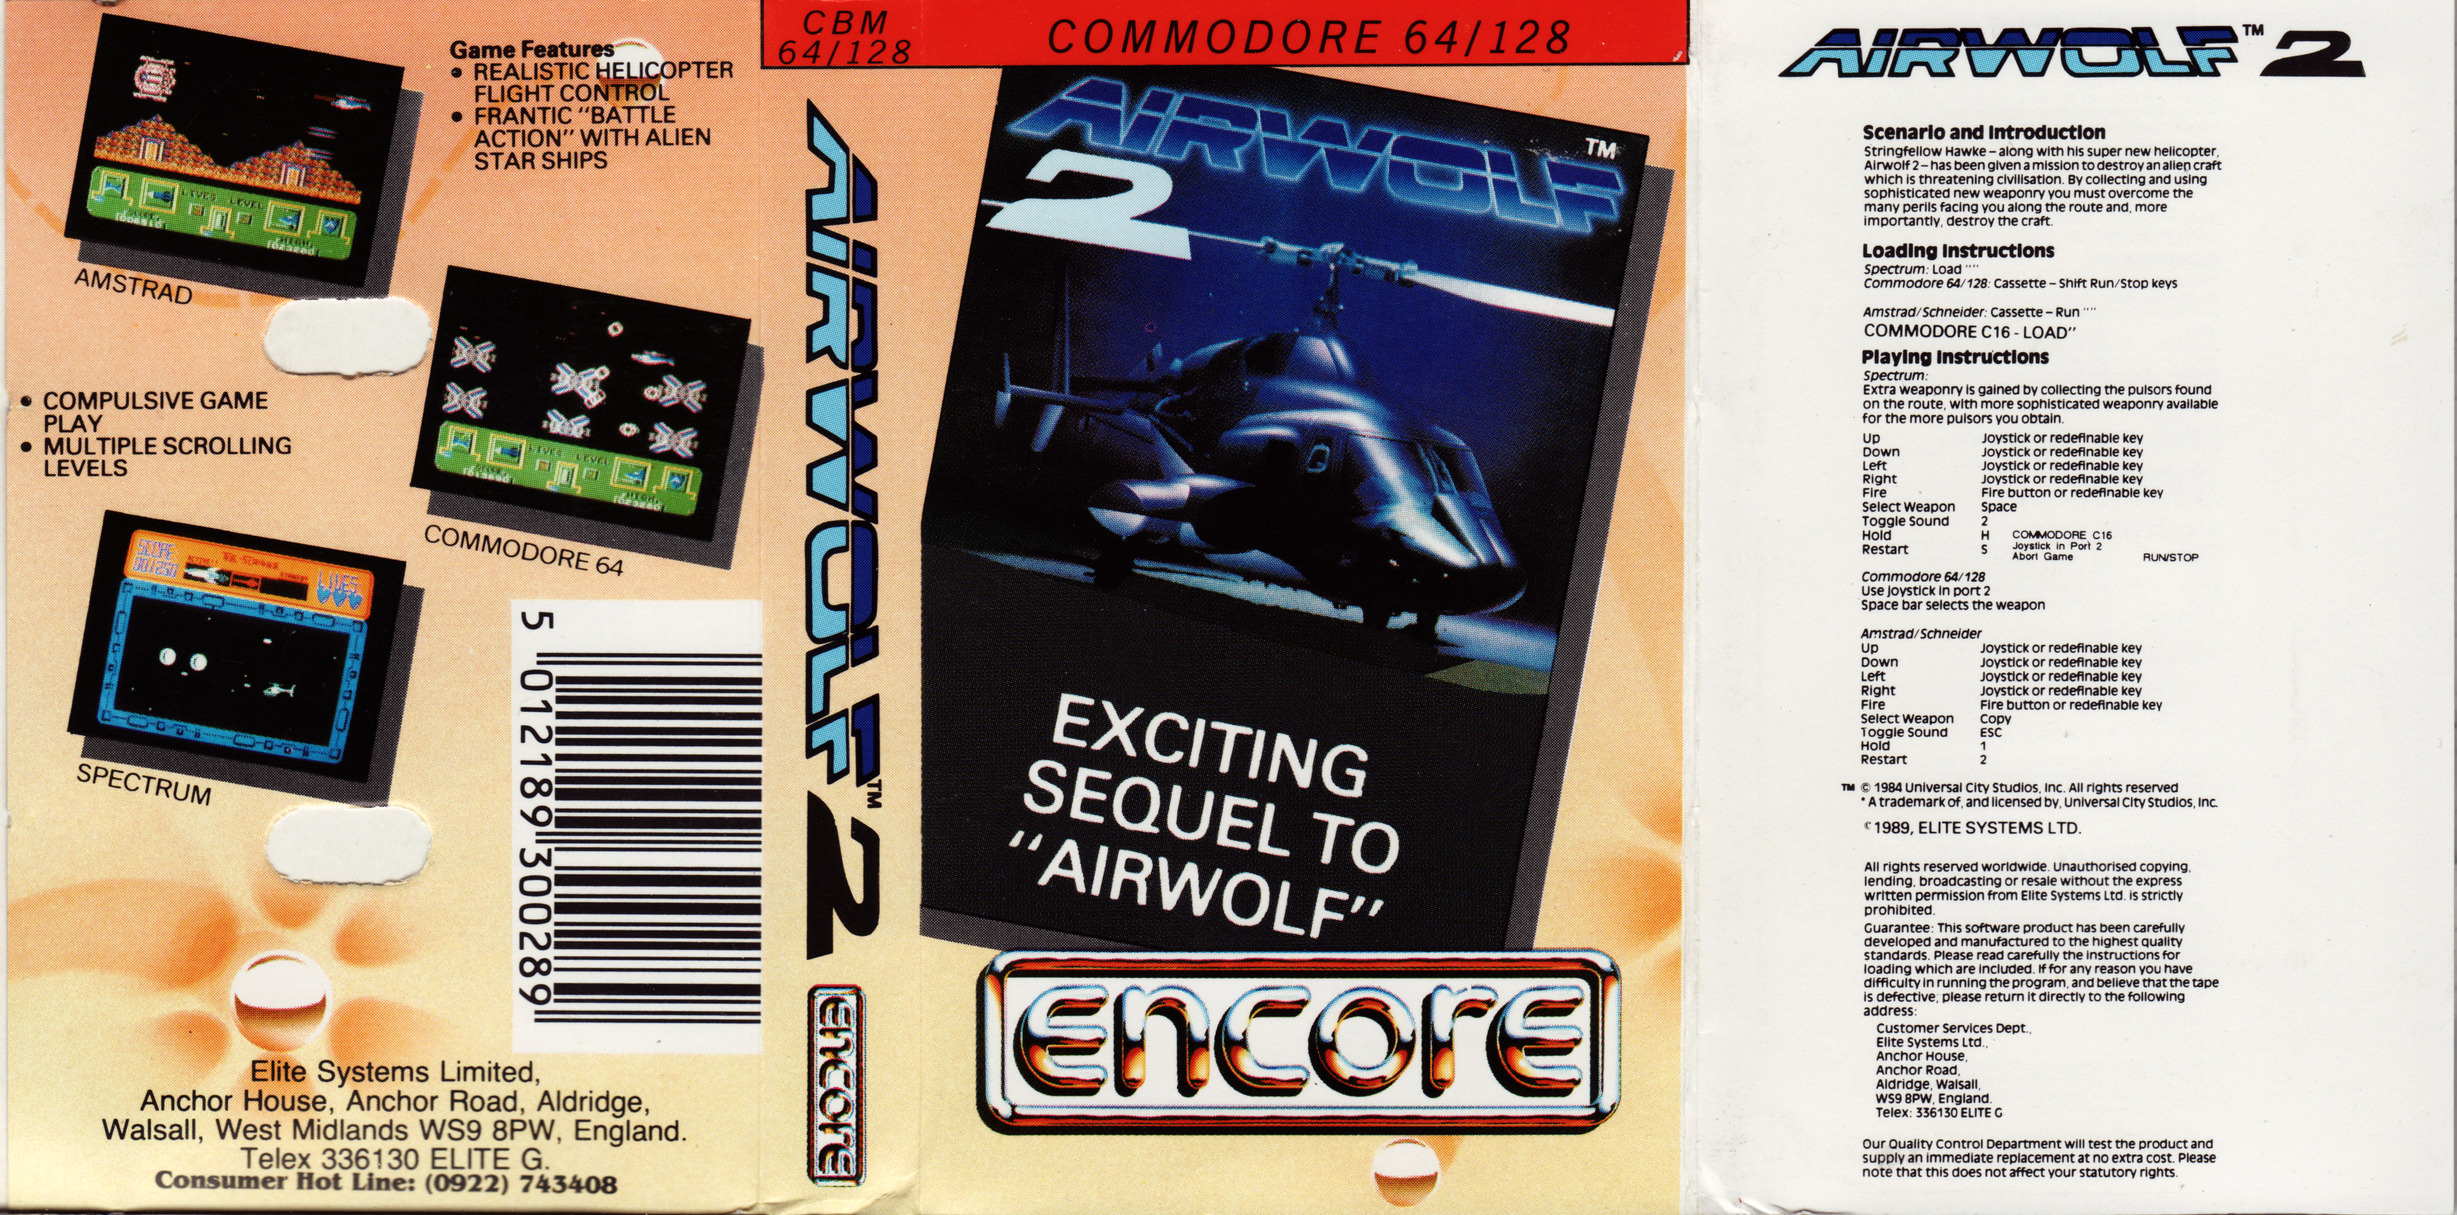 Game Features
• REALISTIC HELICOPTER
FLIGHT CONTROL
• FRANTIC "BATTLE
ACTION" WITH ALIEN
STAR SHIPS
LIVES LEVEL
AMSTRAD
LIVES LEVEL
COMMODORE 64
• COMPULSIVE GAME
PLAY
• MULTIPLE SCROLLING
LEVELS
SCORE
001250
LIVES
SPECTRUM
5 012189 300289
Elite Systems Limited,
Anchor House, Anchor Road, Aldridge,
Walsall, West Midlands WS9 8PW, England.
Telex 336130 ELITE G.
Consumer Hot Line: (0922) 743408
CBM
64/128
AIRWOLF™ 2
encore
COMMODORE 64/128
AIRWOLF™
2
EXCITING
SEQUEL TO
"AIRWOLF"
encore
AIRWOLF™ 2
Scenario and Introduction
Stringfellow Hawke – along with his super new helicopter,
Airwolf 2 – has been given a mission to destroy an alien craft
which is threatening civilisation. By collecting and using
sophisticated new weaponry you must overcome the
many perils facing you along the route and, more
importantly, destroy the craft.
Loading Instructions
Spectrum: Load ""
Commodore 64/128: Cassette – Shift Run/Stop keys
Amstrad/Schneider: Cassette – Run ""
COMMODORE C16 - LOAD"
Playing Instructions
Spectrum:
Extra weaponry is gained by collecting the pulsors found
on the route, with more sophisticated weaponry available
for the more pulsors you obtain.
Up Joystick or redefinable key
Down Joystick or redefinable key
Left Joystick or redefinable key
Right Joystick or redefinable key
Fire Fire button or redefinable key
Select Weapon Space
Toggle Sound 2
Hold H
Restart S
COMMODORE C16
Joystick in Port 2
Abort Game RUN/STOP
Commodore 64/128
Use joystick in port 2
Space bar selects the weapon
Amstrad/Schneider
Up Joystick or redefinable key
Down Joystick or redefinable key
Left Joystick or redefinable key
Right Joystick or redefinable key
Fire Fire button or redefinable key
Select Weapon Copy
Toggle Sound ESC
Hold 1
Restart 2
™ © 1984 Universal City Studios, Inc. All rights reserved
* A trademark of, and licensed by, Universal City Studios, Inc.
© 1989, ELITE SYSTEMS LTD.
All rights reserved worldwide. Unauthorised copying,
lending, broadcasting or resale without the express
written permission from Elite Systems Ltd. is strictly
prohibited.
Guarantee: This software product has been carefully
developed and manufactured to the highest quality
standards. Please read carefully the instructions for
loading which are included. If for any reason you have
difficulty in running the program, and believe that the tape
is defective, please return it directly to the following
address:
Customer Services Dept.,
Elite Systems Ltd.,
Anchor House,
Anchor Road,
Aldridge, Walsall,
WS9 8PW, England.
Telex: 336130 ELITE G
Our Quality Control Department will test the product and
supply an immediate replacement at no extra cost. Please
note that this does not affect your statutory rights.